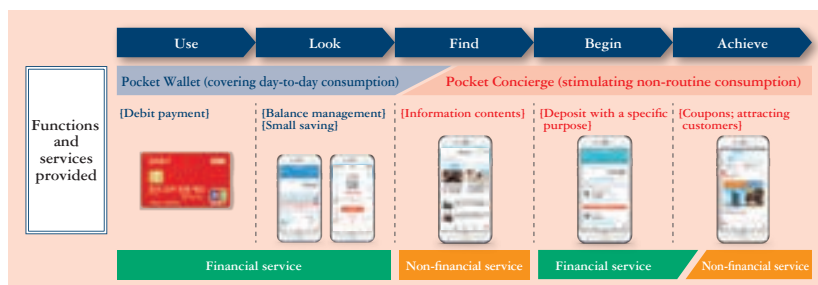 Use
Look
Find
Begin
Achieve
Pocket Wallet (covering day-to-day consumption)
Pocket Concierge (stimulating non-routine consumption)
Functions
and
services
provided
{Debit payment}
{Balance management}
{Small saving}
{Information contents}
{Deposit with a specific
purpose}
{Coupons; attracting
customers}
Financial service
Non-financial service
Financial service
Non-financial service